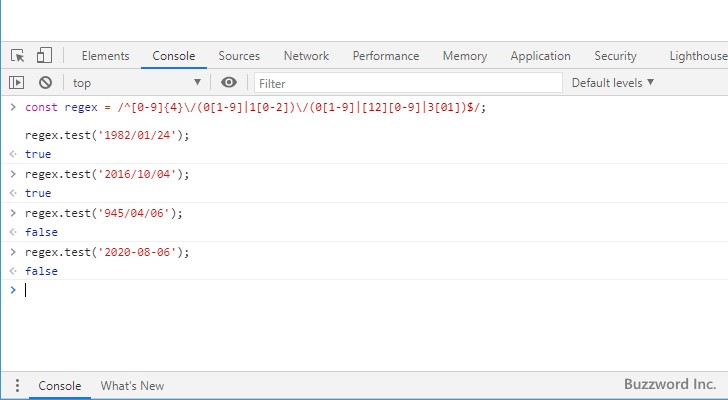 Elements Console Sources Network Performance Memory Application Security Lighthouse
top Filter Default levels
const regex = /^[0-9]{4}\/(0[1-9]|1[0-2])\/(0[1-9]|[12][0-9]|3[01])$/;
regex.test('1982/01/24');
true
regex.test('2016/10/04');
true
regex.test('945/04/06');
false
regex.test('2020-08-06');
false
Console What's New
Buzzword Inc.